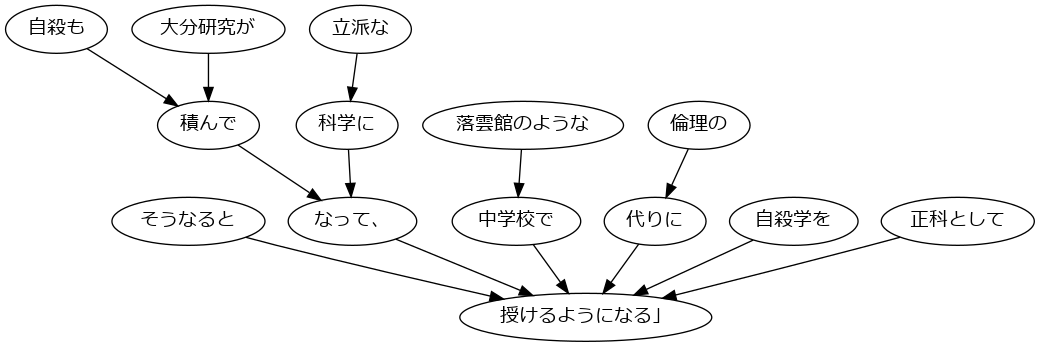 自殺も 大分研究が 立派な
積んで 科学に 落雲館のような 倫理の
そうなると なって、 中学校で 代りに 自殺学を 正科として
授けるようになる」